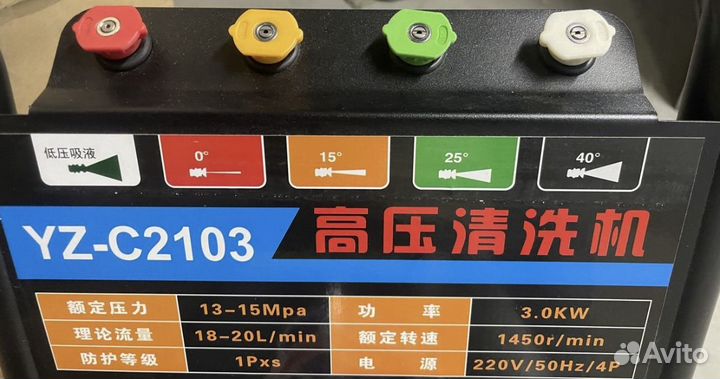 低压吸液
0°
15°
25°
40°
YZ-C2103 高压清洗机
额定压力 13-15Mpa 功率 3.0KW
理论流量 18-20L/min 额定转速 1450r/min
防护等级 1Pxs 电源 220V/50Hz/4P
Avito